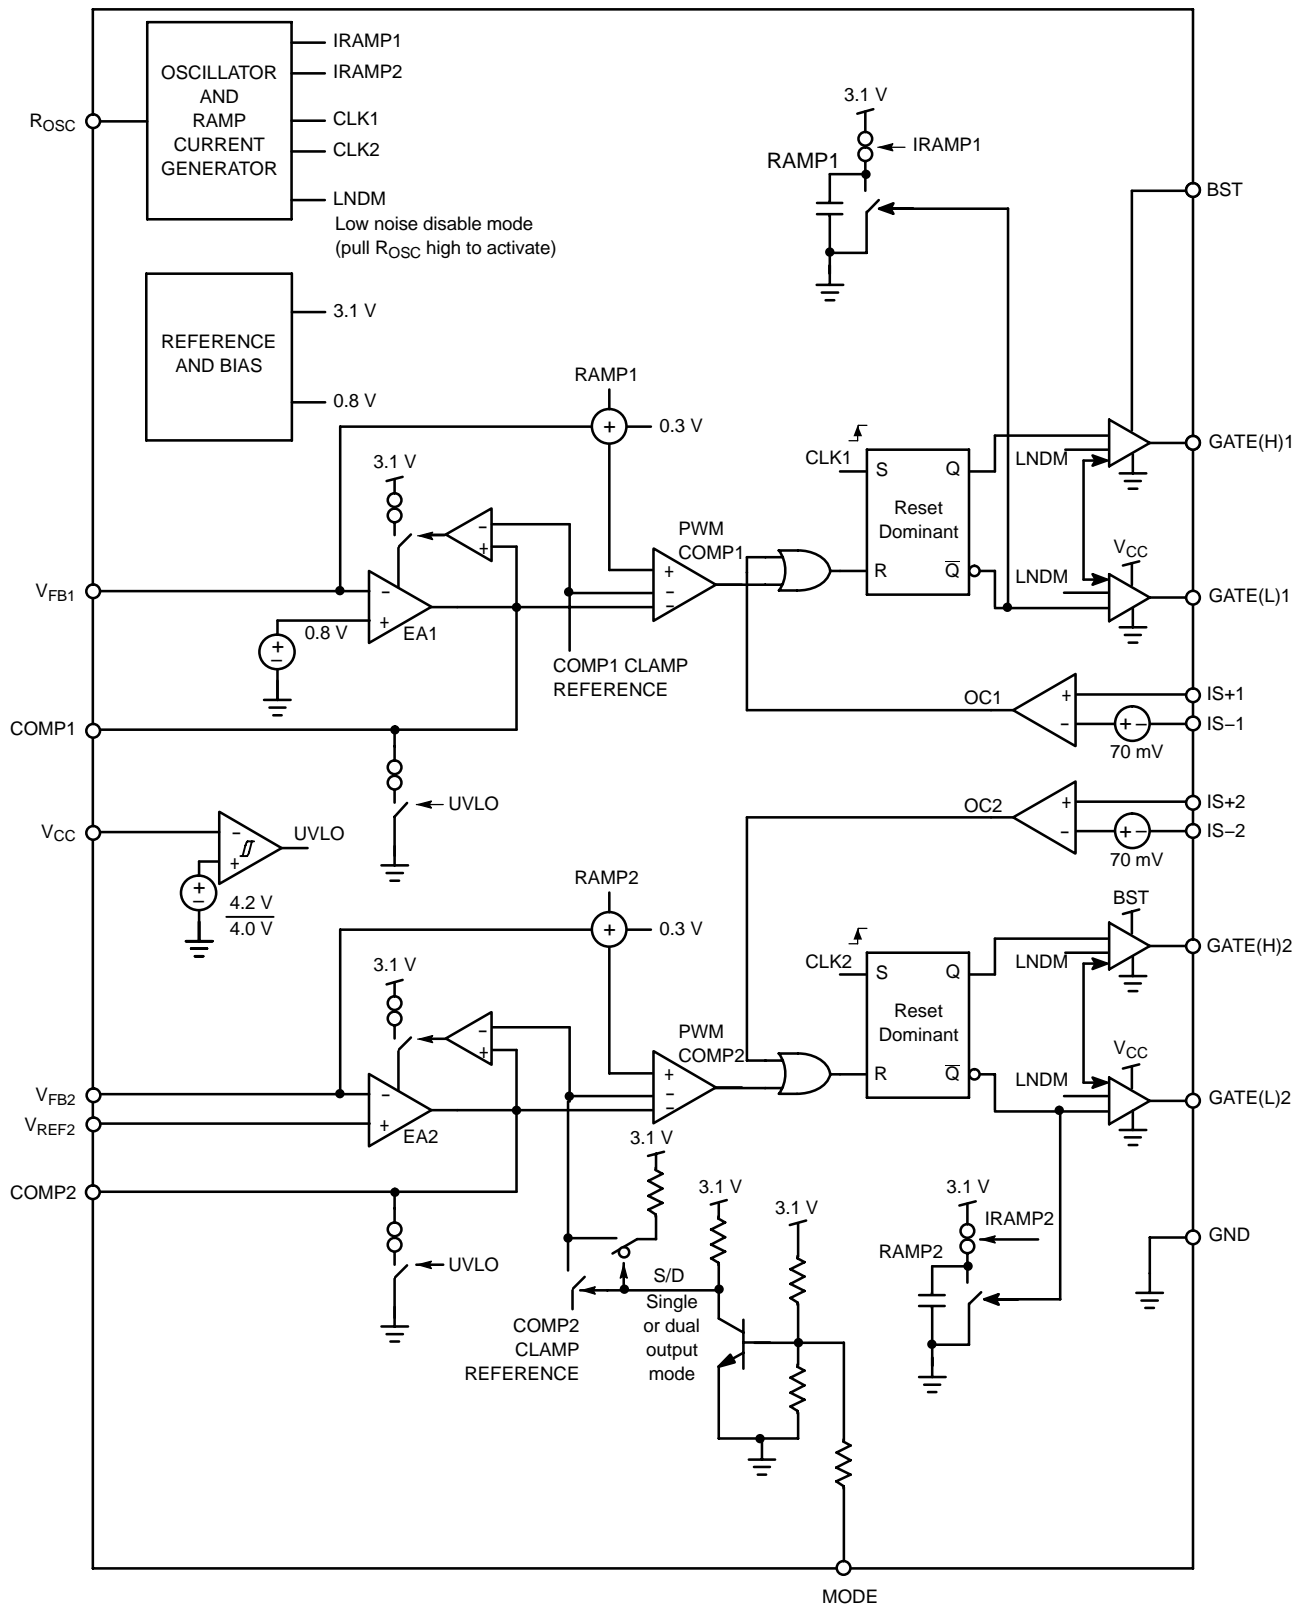 IRAMP1
OSCILLATOR
AND
RAMP
CURRENT
GENERATOR
IRAMP2
CLK1
CLK2
LNDM
Low noise disable mode
(pull ROSC high to activate)
ROSC
3.1 V
IRAMP1
RAMP1
BST
REFERENCE
AND BIAS
3.1 V
0.8 V
RAMP1
+
0.3 V
3.1 V
−
+
PWM
COMP1
CLK1
S
Q
Reset
Dominant
R
Q
LNDM
GATE(H)1
VCC
LNDM
GATE(L)1
VFB1
−
+
EA1
0.8 V
+
−
+
−
−
COMP1 CLAMP
REFERENCE
OC1
+
−
+ −
70 mV
IS+1
IS−1
COMP1
UVLO
VCC
−
+
UVLO
+
−
4.2 V
4.0 V
OC2
+
−
+ −
70 mV
IS+2
IS−2
RAMP2
+
0.3 V
3.1 V
−
+
PWM
COMP2
CLK2
S
Q
Reset
Dominant
R
Q
BST
LNDM
GATE(H)2
VCC
LNDM
GATE(L)2
VFB2
VREF2
−
+
EA2
+
−
−
COMP2
UVLO
3.1 V
3.1 V
3.1 V
S/D
Single
or dual
output
mode
COMP2
CLAMP
REFERENCE
3.1 V
IRAMP2
RAMP2
GND
MODE